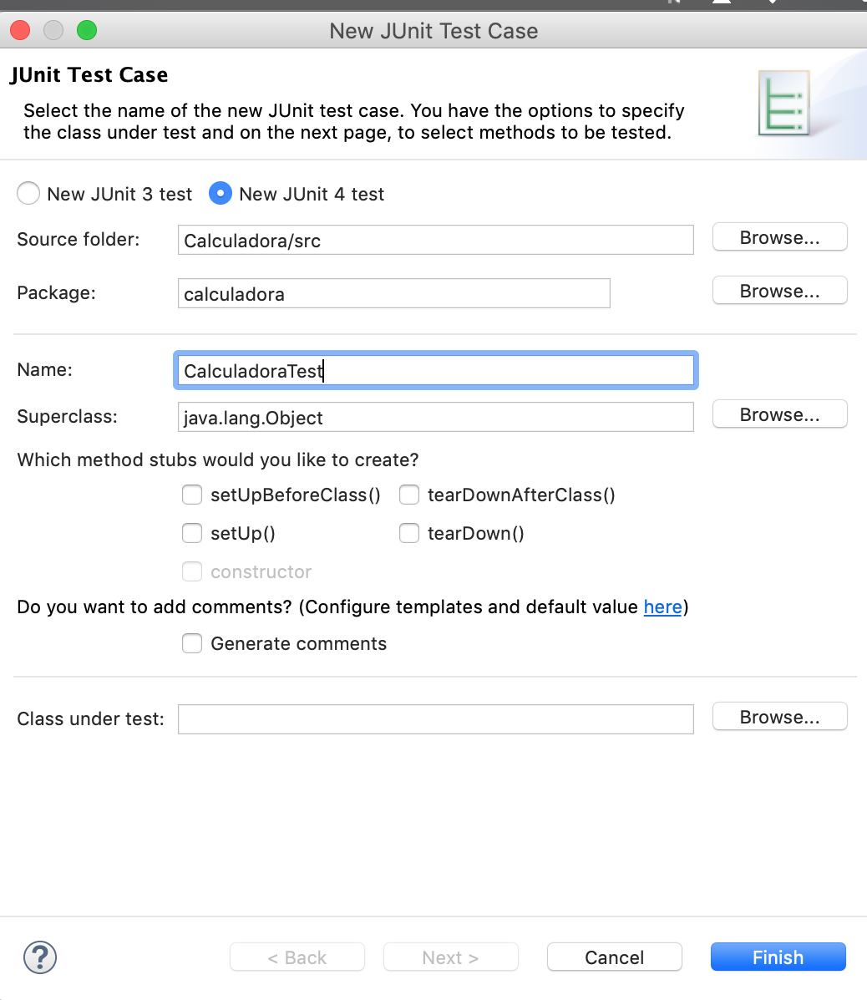 New JUnit Test Case
JUnit Test Case
Select the name of the new JUnit test case. You have the options to specify
the class under test and on the next page, to select methods to be tested.
New JUnit 3 test New JUnit 4 test
Source folder: Calculadora/src Browse...
Package: calculadora Browse...
Name: CalculadoraTest
Superclass: java.lang.Object Browse...
Which method stubs would you like to create?
setUpBeforeClass() tearDownAfterClass()
setUp() tearDown()
constructor
Do you want to add comments? (Configure templates and default value here)
Generate comments
Class under test: Browse...
? < Back Next > Cancel Finish